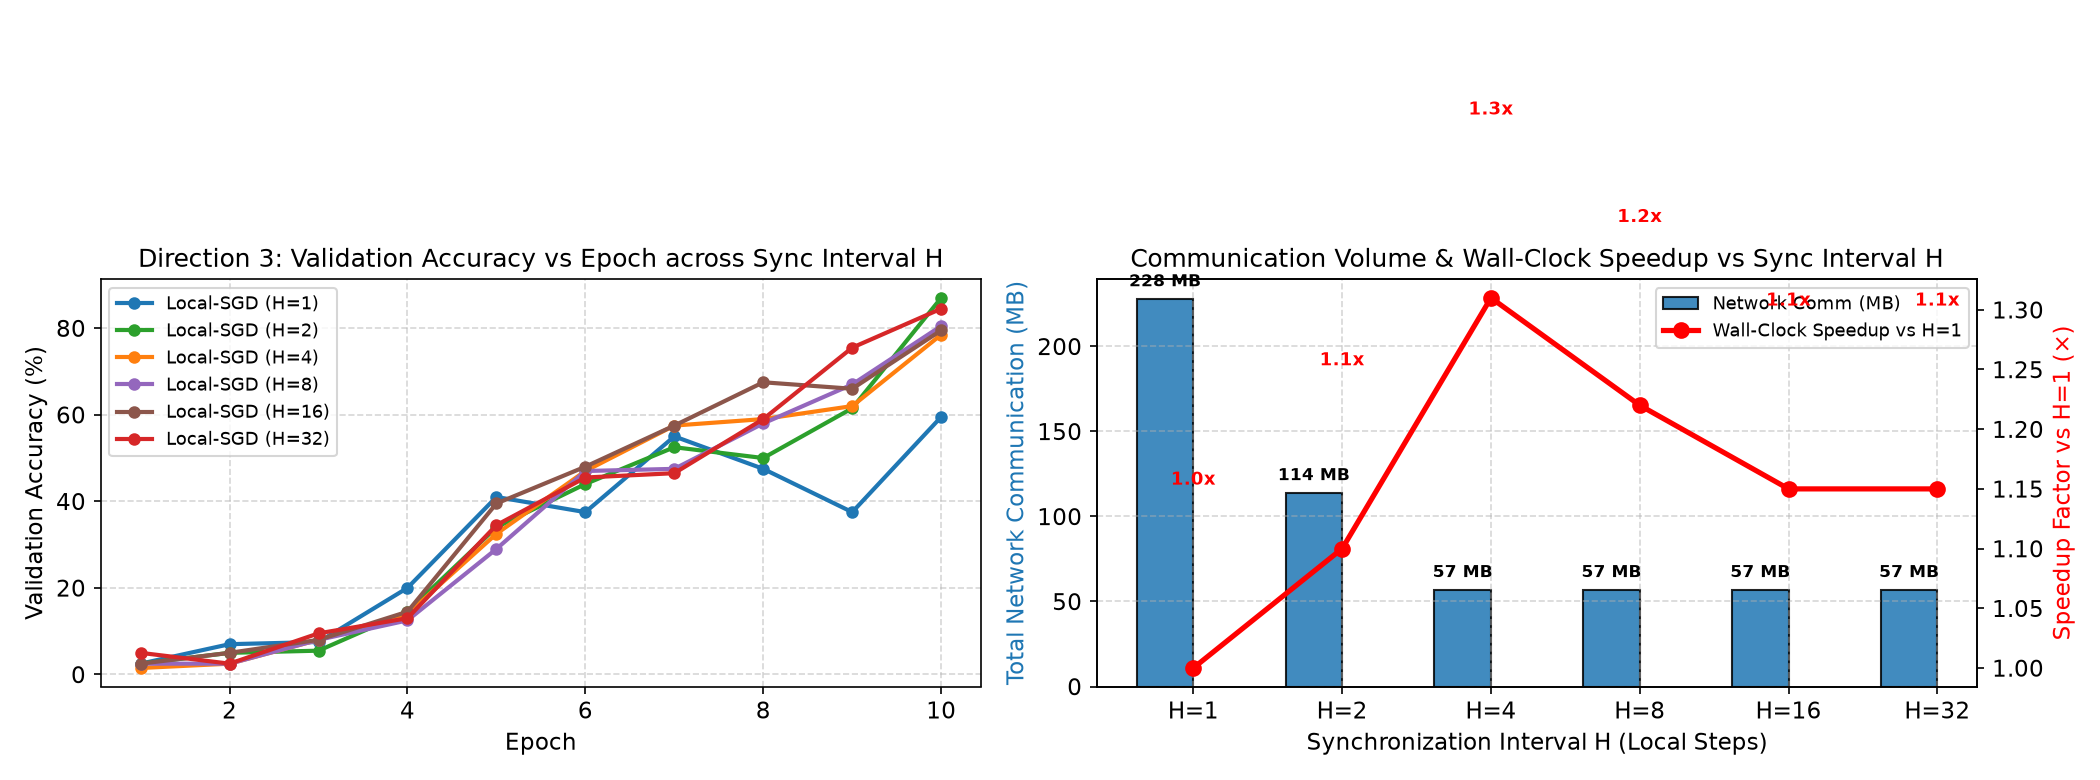 Direction 3: Validation Accuracy vs Epoch across Sync Interval H
Validation Accuracy (%)
80
60
40
20
0
Local-SGD (H=1)
Local-SGD (H=2)
Local-SGD (H=4)
Local-SGD (H=8)
Local-SGD (H=16)
Local-SGD (H=32)
2 4 6 8 10
Epoch
1.3x
1.2x
Communication Volume & Wall-Clock Speedup vs Sync Interval H
Total Network Communication (MB)
200
150
100
50
0
228 MB
114 MB
57 MB
57 MB
57 MB
57 MB
1.0x
1.1x
1.1x
1.1x
Network Comm (MB)
Wall-Clock Speedup vs H=1
1.30
1.25
1.20
1.15
1.10
1.05
1.00
Speedup Factor vs H=1 (×)
H=1 H=2 H=4 H=8 H=16 H=32
Synchronization Interval H (Local Steps)